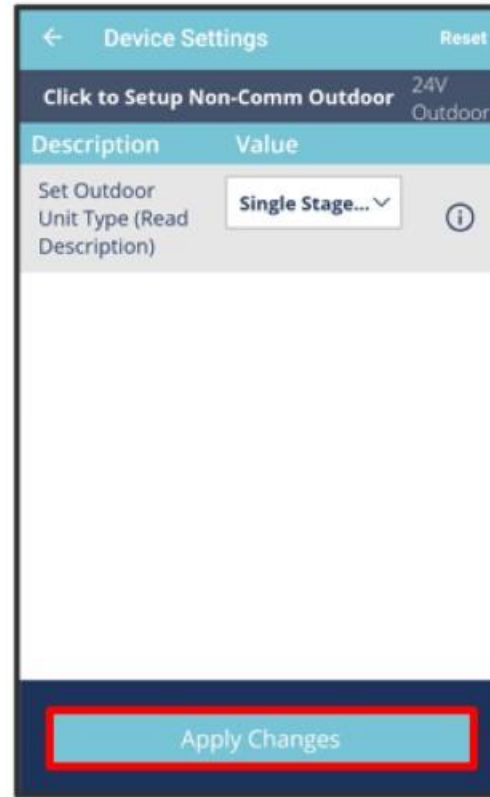 ← Device Settings Reset
Click to Setup Non-Comm Outdoor 24V Outdoor
Description Value
Set Outdoor
Unit Type (Read
Description)
Single Stage...
Apply Changes